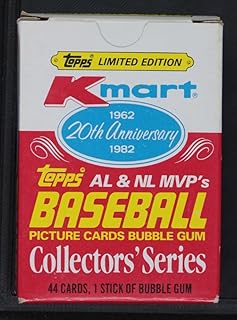 Topps LIMITED EDITION
Kmart
1962
20th Anniversary
1982
Topps AL & NL MVP's
BASEBALL
PICTURE CARDS BUBBLE GUM
Collectors' Series
44 CARDS, 1 STICK OF BUBBLE GUM